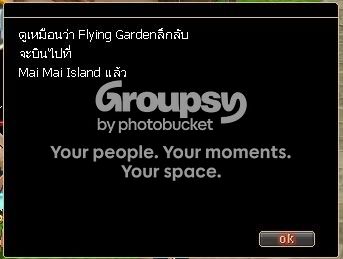 ดูเหมือนว่า Flying Gardenลึกลับ
จะบินไปที่
Mai Mai Island แล้ว
Groupsy
by photobucket
Your people. Your moments.
Your space.
ok